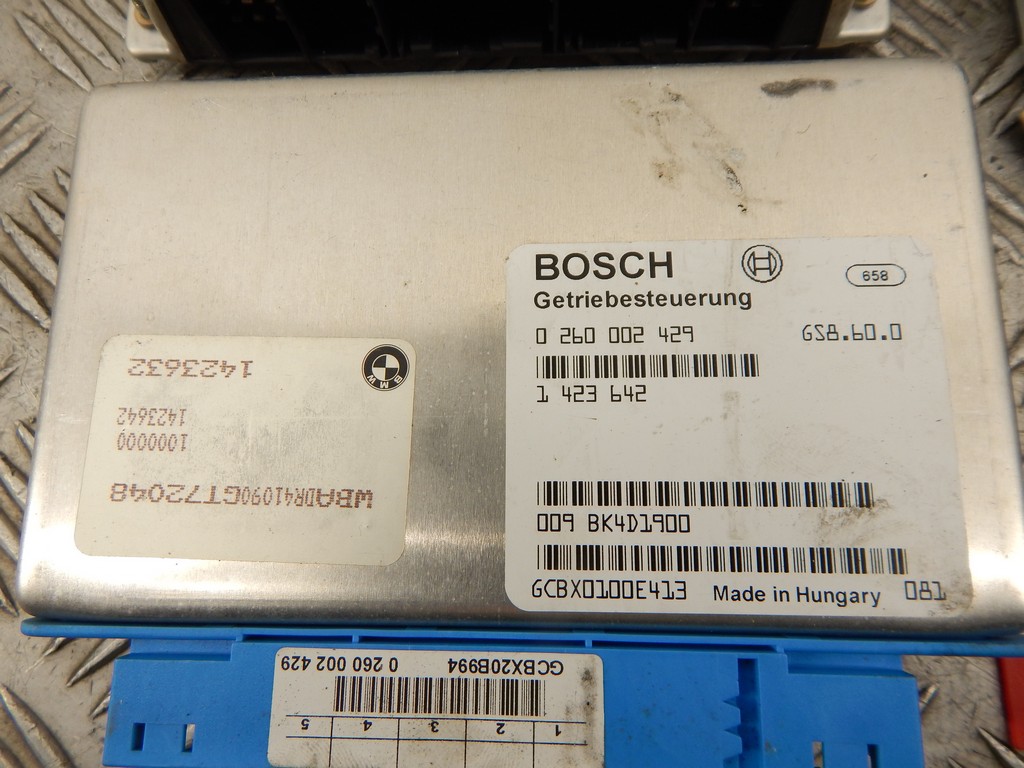 BOSCH
658
Getriebesteuerung
0 260 002 429 GS8.60.0
1 423 642
009 BK4D1900
GCBX0100E413 Made in Hungary 081
BMW
1423632
1423642
1000000
WBADR41090GT72048
GCBX20B994 0 260 002 429
1 2 3 4 5